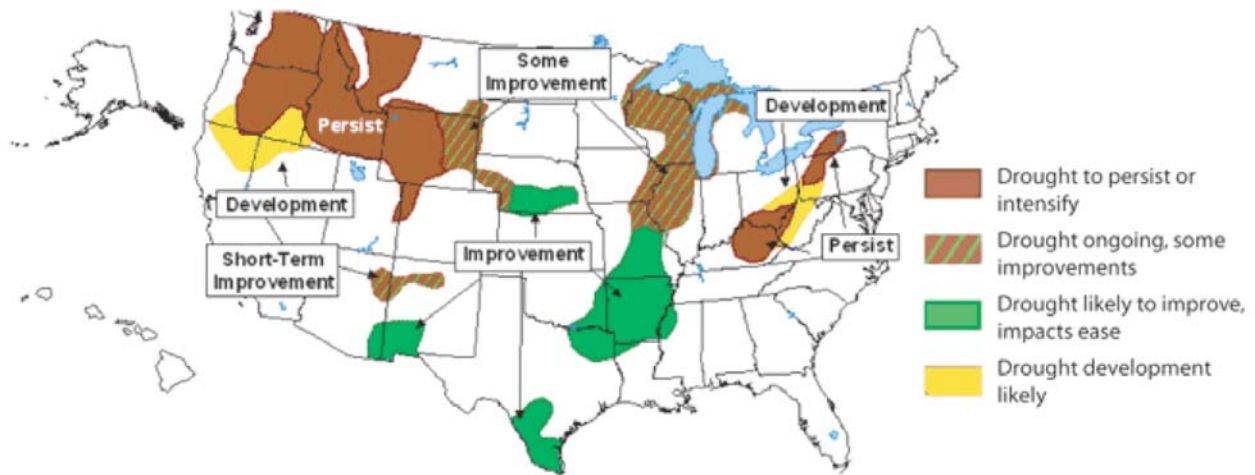 Some
Improvement
Development
Persist
Development
Short-Term
Improvement
Improvement
Persist
Drought to persist or
intensify
Drought ongoing, some
improvements
Drought likely to improve,
impacts ease
Drought development
likely